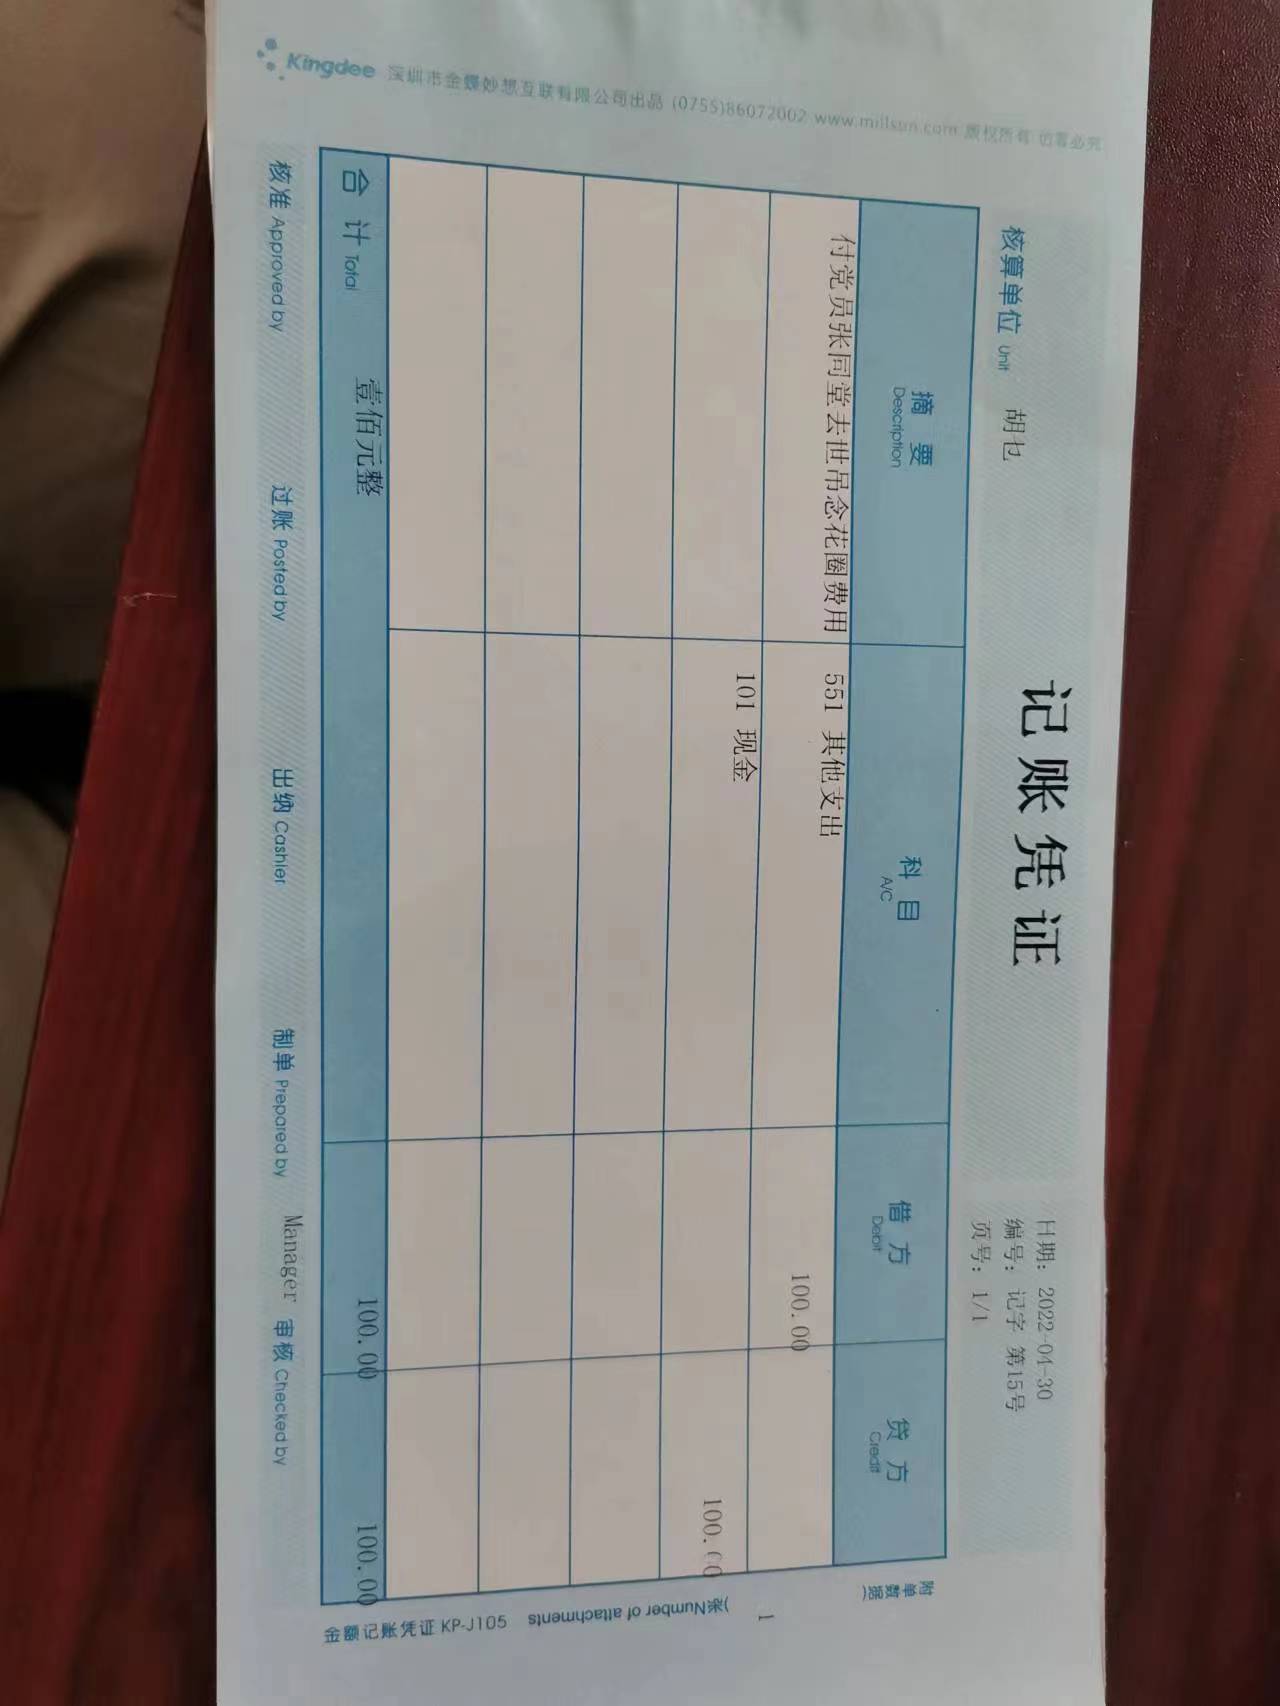 记账凭证
日期: 2022-04-30
核算单位 Unit 胡乜
编号: 记字 第15号
页号: 1/1
摘要 科目 借方 贷方
Description A/C Debit Credit
付党员张同堂去世吊念花圈费用 551 其他支出 100.00
101 现金 100.00
合计 Total 壹佰元整 100.00 100.00
核准 Approved by 过账 Posted by 出纳 Cashier 制单 Prepared by Manager 审核 Checked by
附单数据(
1
)张Number of attachments
金额记账凭证 KP-J105
Kingdee 深圳市金蝶妙想互联有限公司出品 (0755)86072002 www.millsun.com 版权所有 仿冒必究